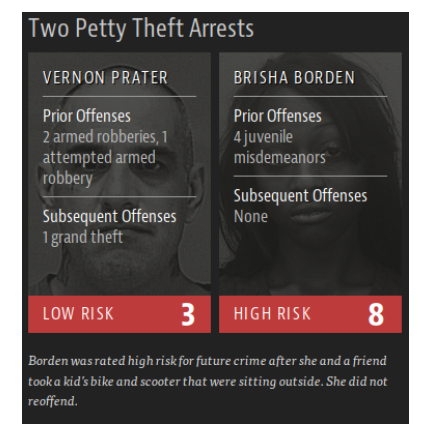 Two Petty Theft Arrests
VERNON PRATER
Prior Offenses
2 armed robberies, 1
attempted armed
robbery
Subsequent Offenses
1 grand theft
LOW RISK 3
BRISHA BORDEN
Prior Offenses
4 juvenile
misdemeanors
Subsequent Offenses
None
HIGH RISK 8
Borden was rated high risk for future crime after she and a friend
took a kid's bike and scooter that were sitting outside. She did not
reoffend.